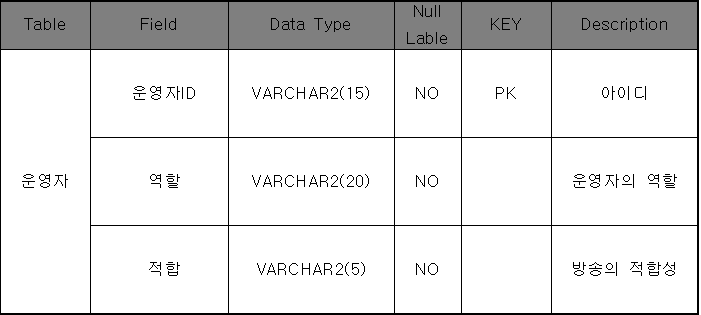 Table Field Data Type Null Lable KEY Description
운영자ID VARCHAR2(15) NO PK 아이디
운영자 역할 VARCHAR2(20) NO 운영자의 역할
적합 VARCHAR2(5) NO 방송의 적합성